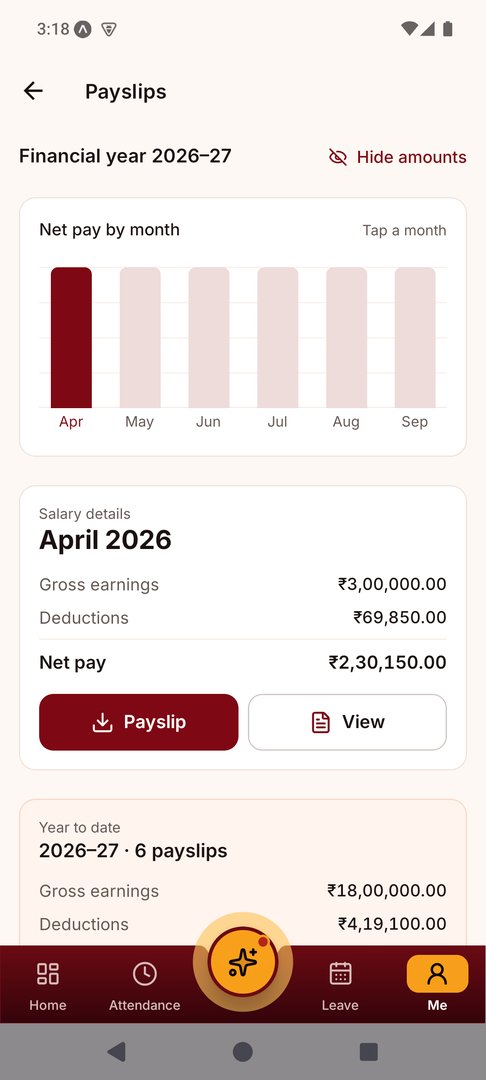 3:18
Payslips
Financial year 2026–27
Hide amounts
Net pay by month
Tap a month
Apr May Jun Jul Aug Sep
Salary details
April 2026
Gross earnings ₹3,00,000.00
Deductions ₹69,850.00
Net pay ₹2,30,150.00
Payslip View
Year to date
2026–27 · 6 payslips
Gross earnings ₹18,00,000.00
Deductions ₹4,19,100.00
Home Attendance Leave Me